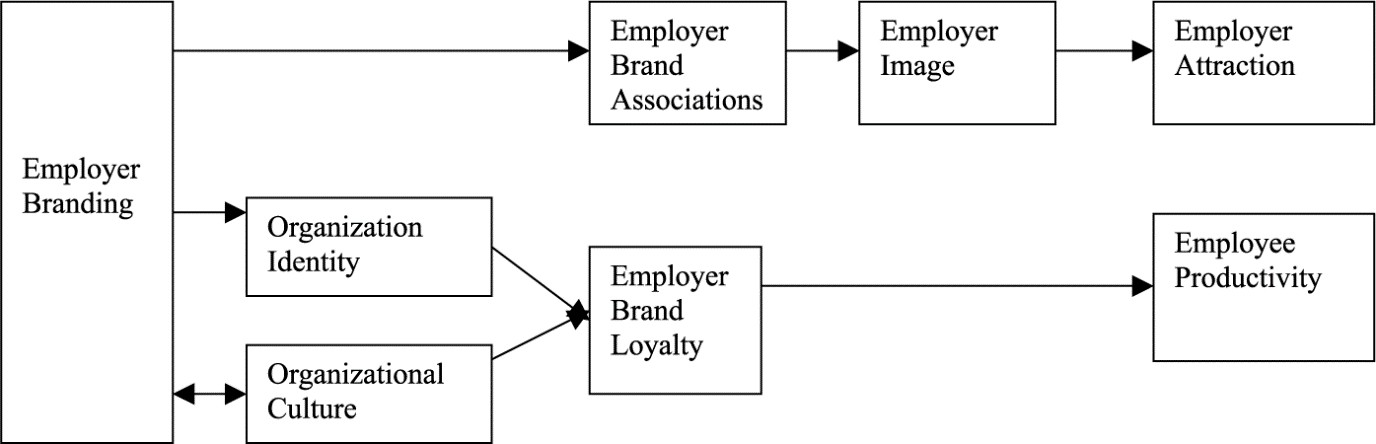 Employer
Branding
Employer
Brand
Associations
Employer
Image
Employer
Attraction
Organization
Identity
Organizational
Culture
Employer
Brand
Loyalty
Employee
Productivity